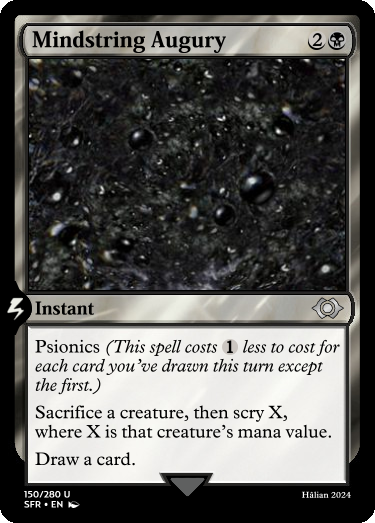 Mindstring Augury 2
Instant
Psionics (This spell costs 1 less to cost for
each card you've drawn this turn except
the first.)
Sacrifice a creature, then scry X,
where X is that creature's mana value.
Draw a card.
150/280 U
SFR • EN
Hâlian 2024